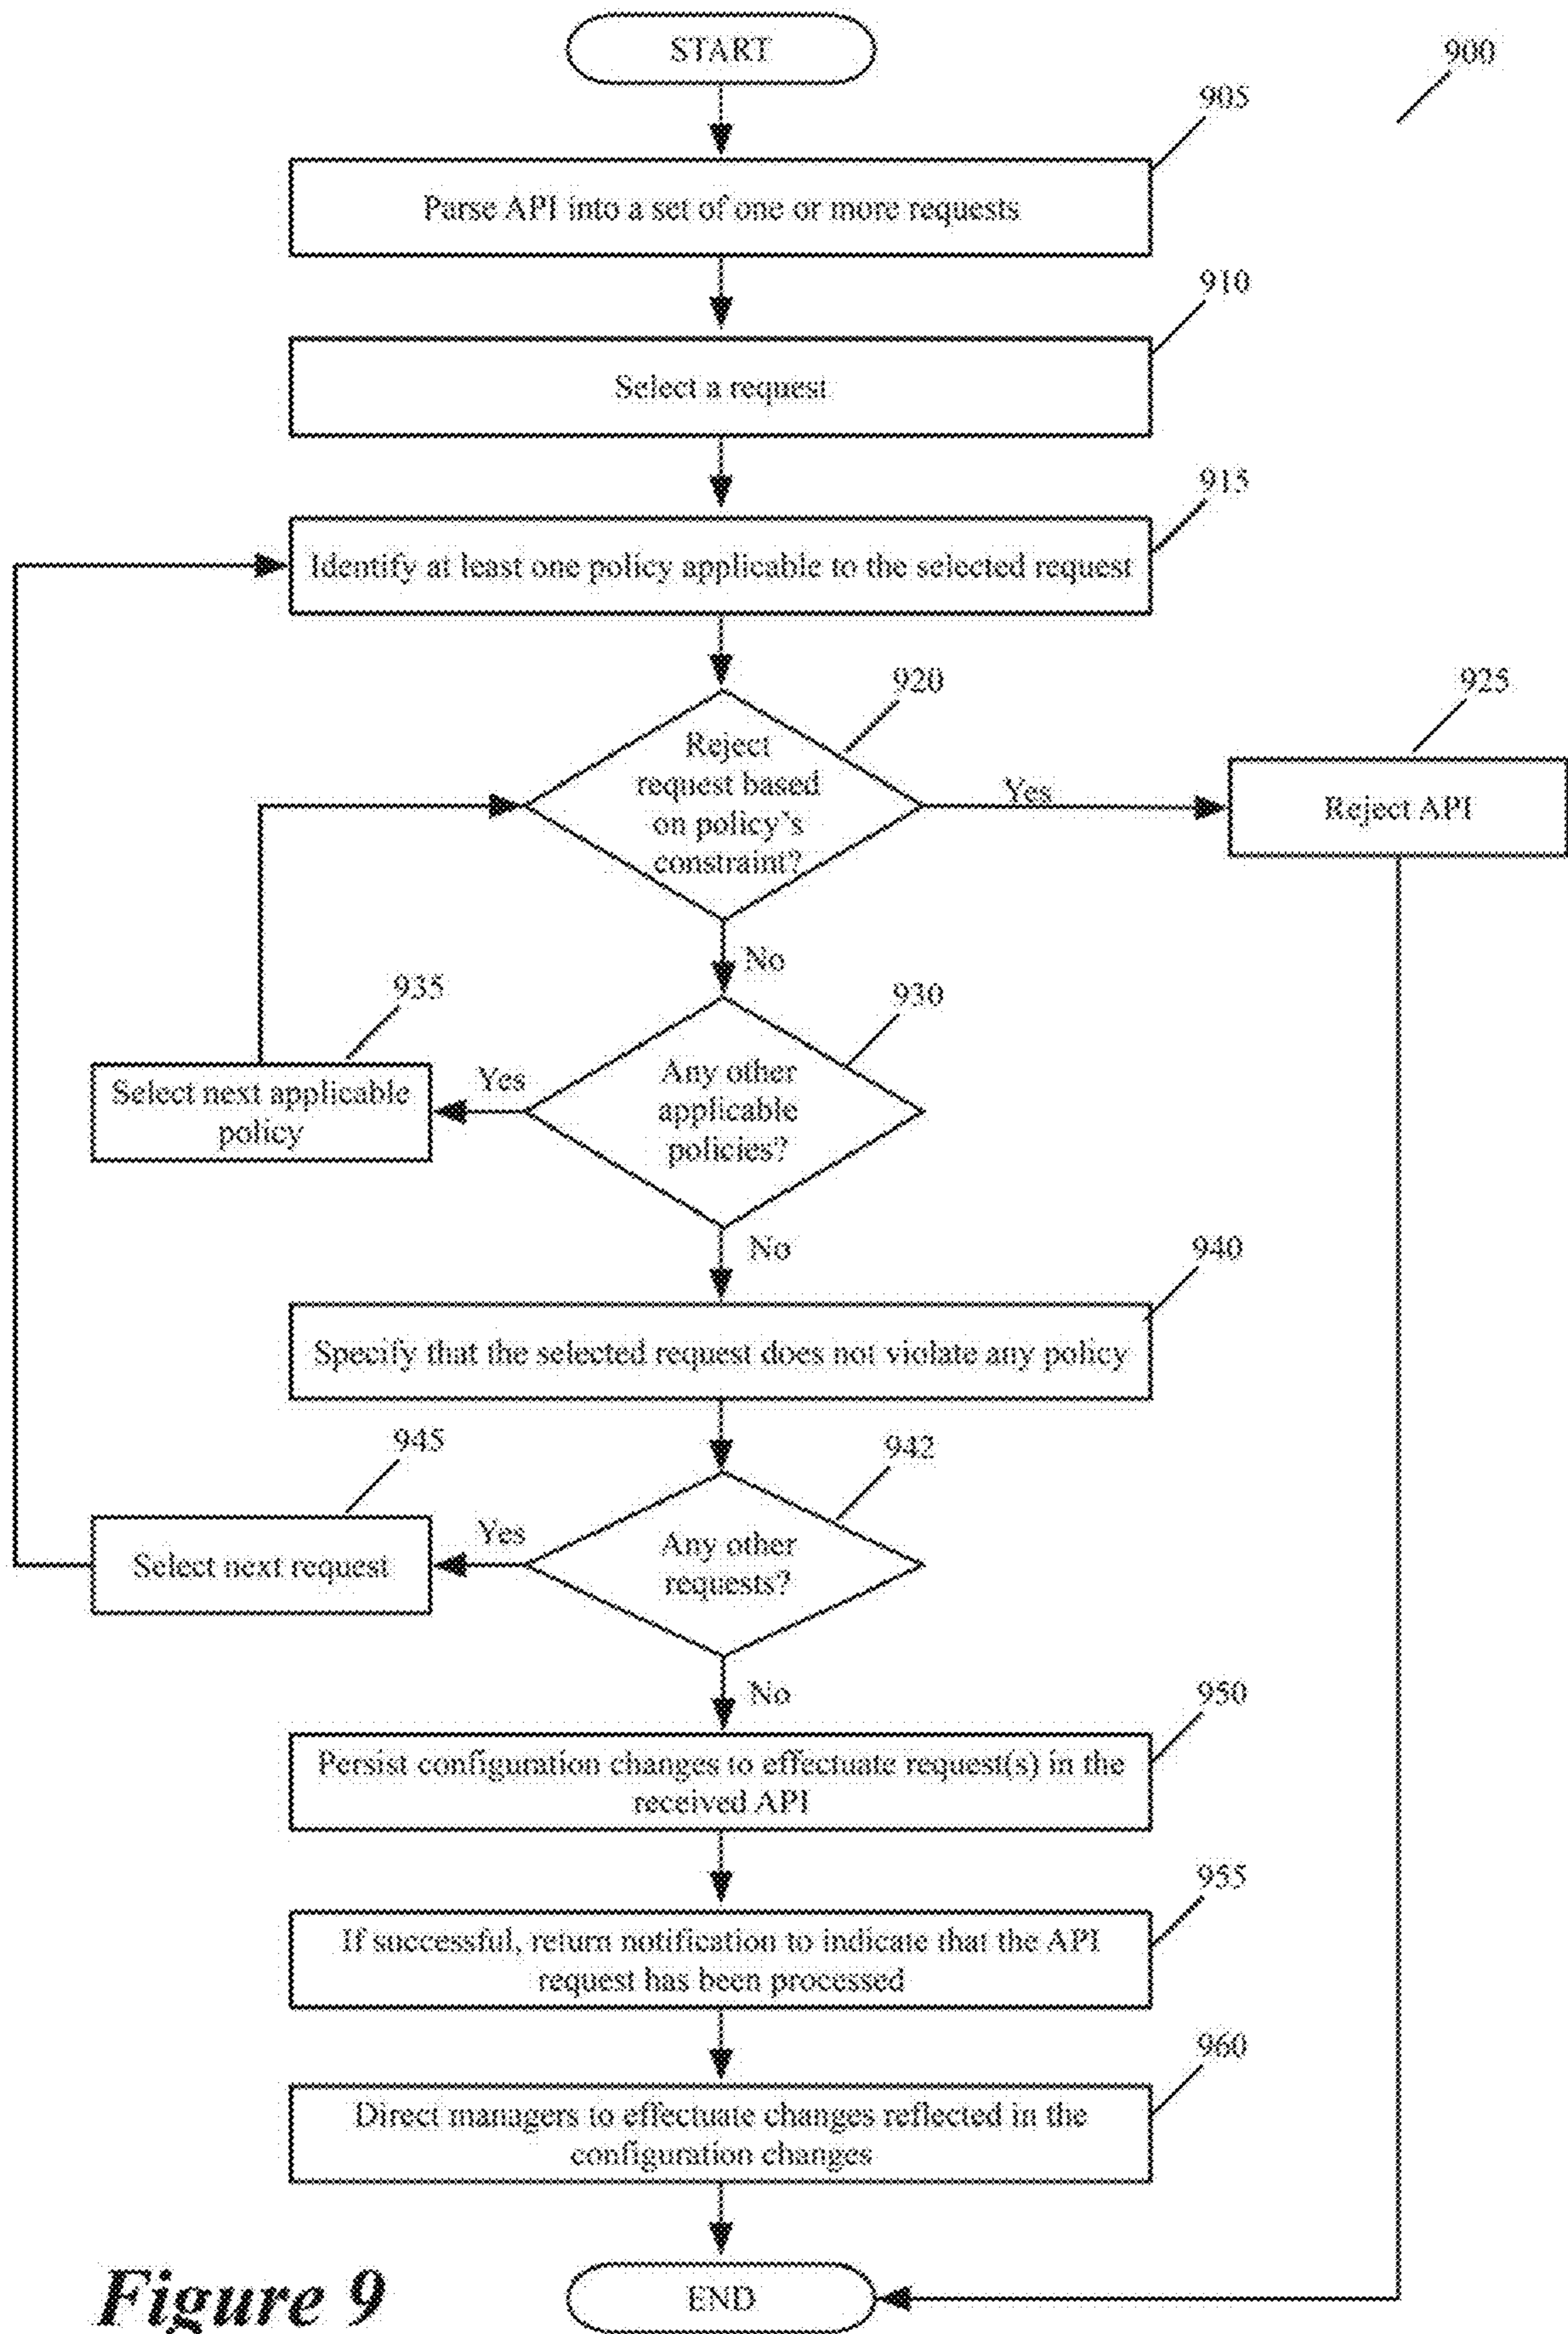 START
900
905
Parse API into a set of one or more requests
910
Select a request
915
Identify at least one policy applicable to the selected request
920
925
Reject
request based
on policy's
constraint?
Yes
Reject API
No
935
930
Select next applicable
policy
Yes
Any other
applicable
policies?
No
940
Specify that the selected request does not violate any policy
945
942
Select next request
Yes
Any other
requests?
No
950
Persist configuration changes to effectuate request(s) in the
received API
955
If successful, return notification to indicate that the API
request has been processed
960
Direct managers to effectuate changes reflected in the
configuration changes
END
Figure 9